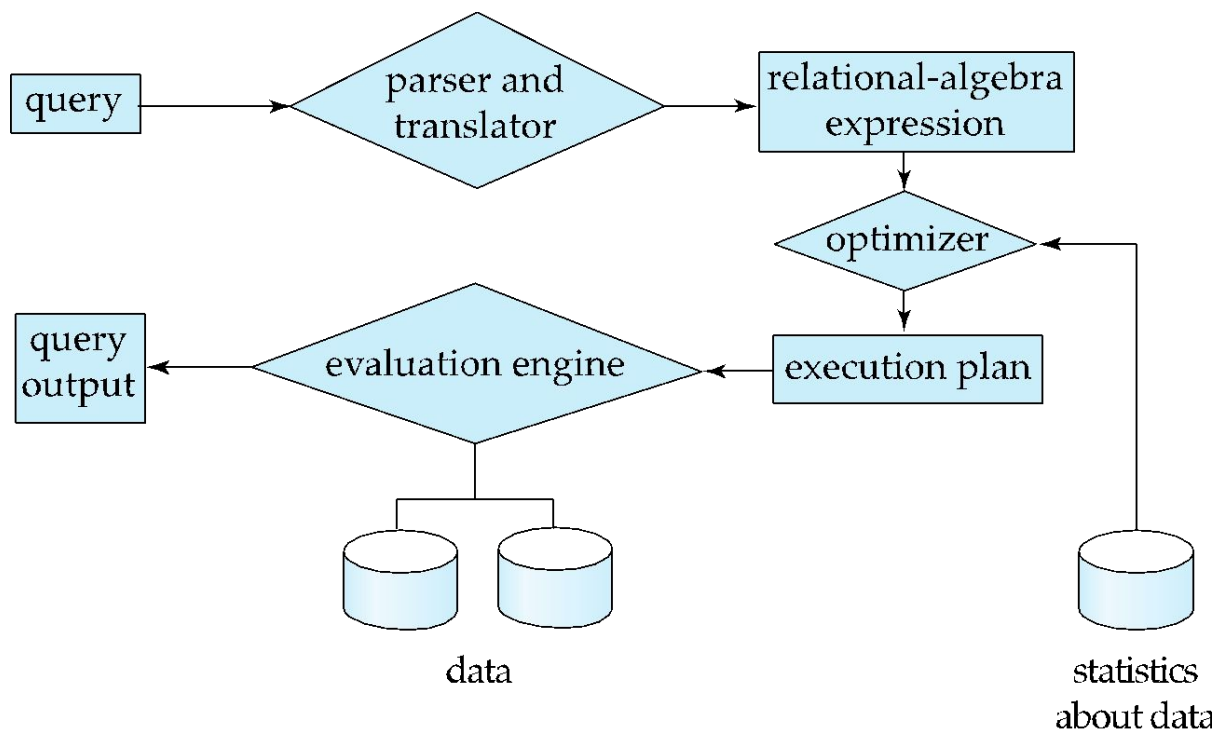 query
parser and
translator
relational-algebra
expression
optimizer
query
output
evaluation engine
execution plan
data
statistics
about data